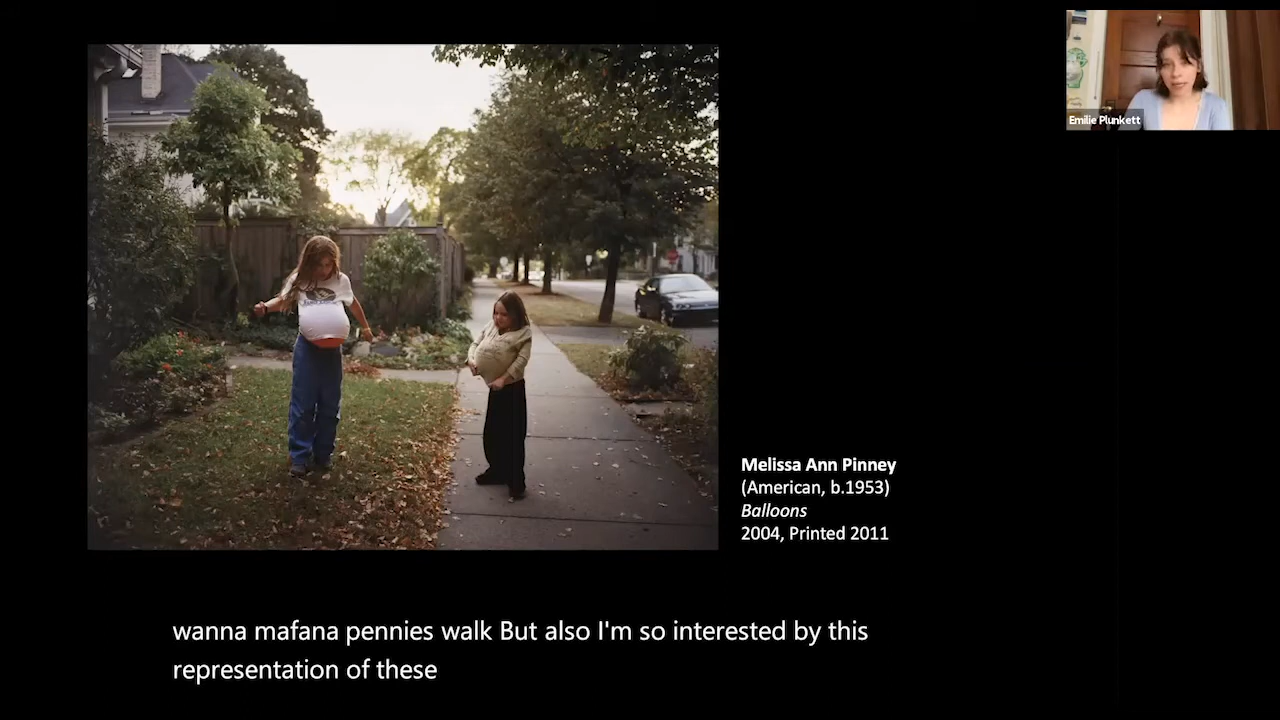 Emilie Plunkett
Melissa Ann Pinney
(American, b.1953)
Balloons
2004, Printed 2011
wanna mafana pennies walk But also I'm so interested by this
representation of these